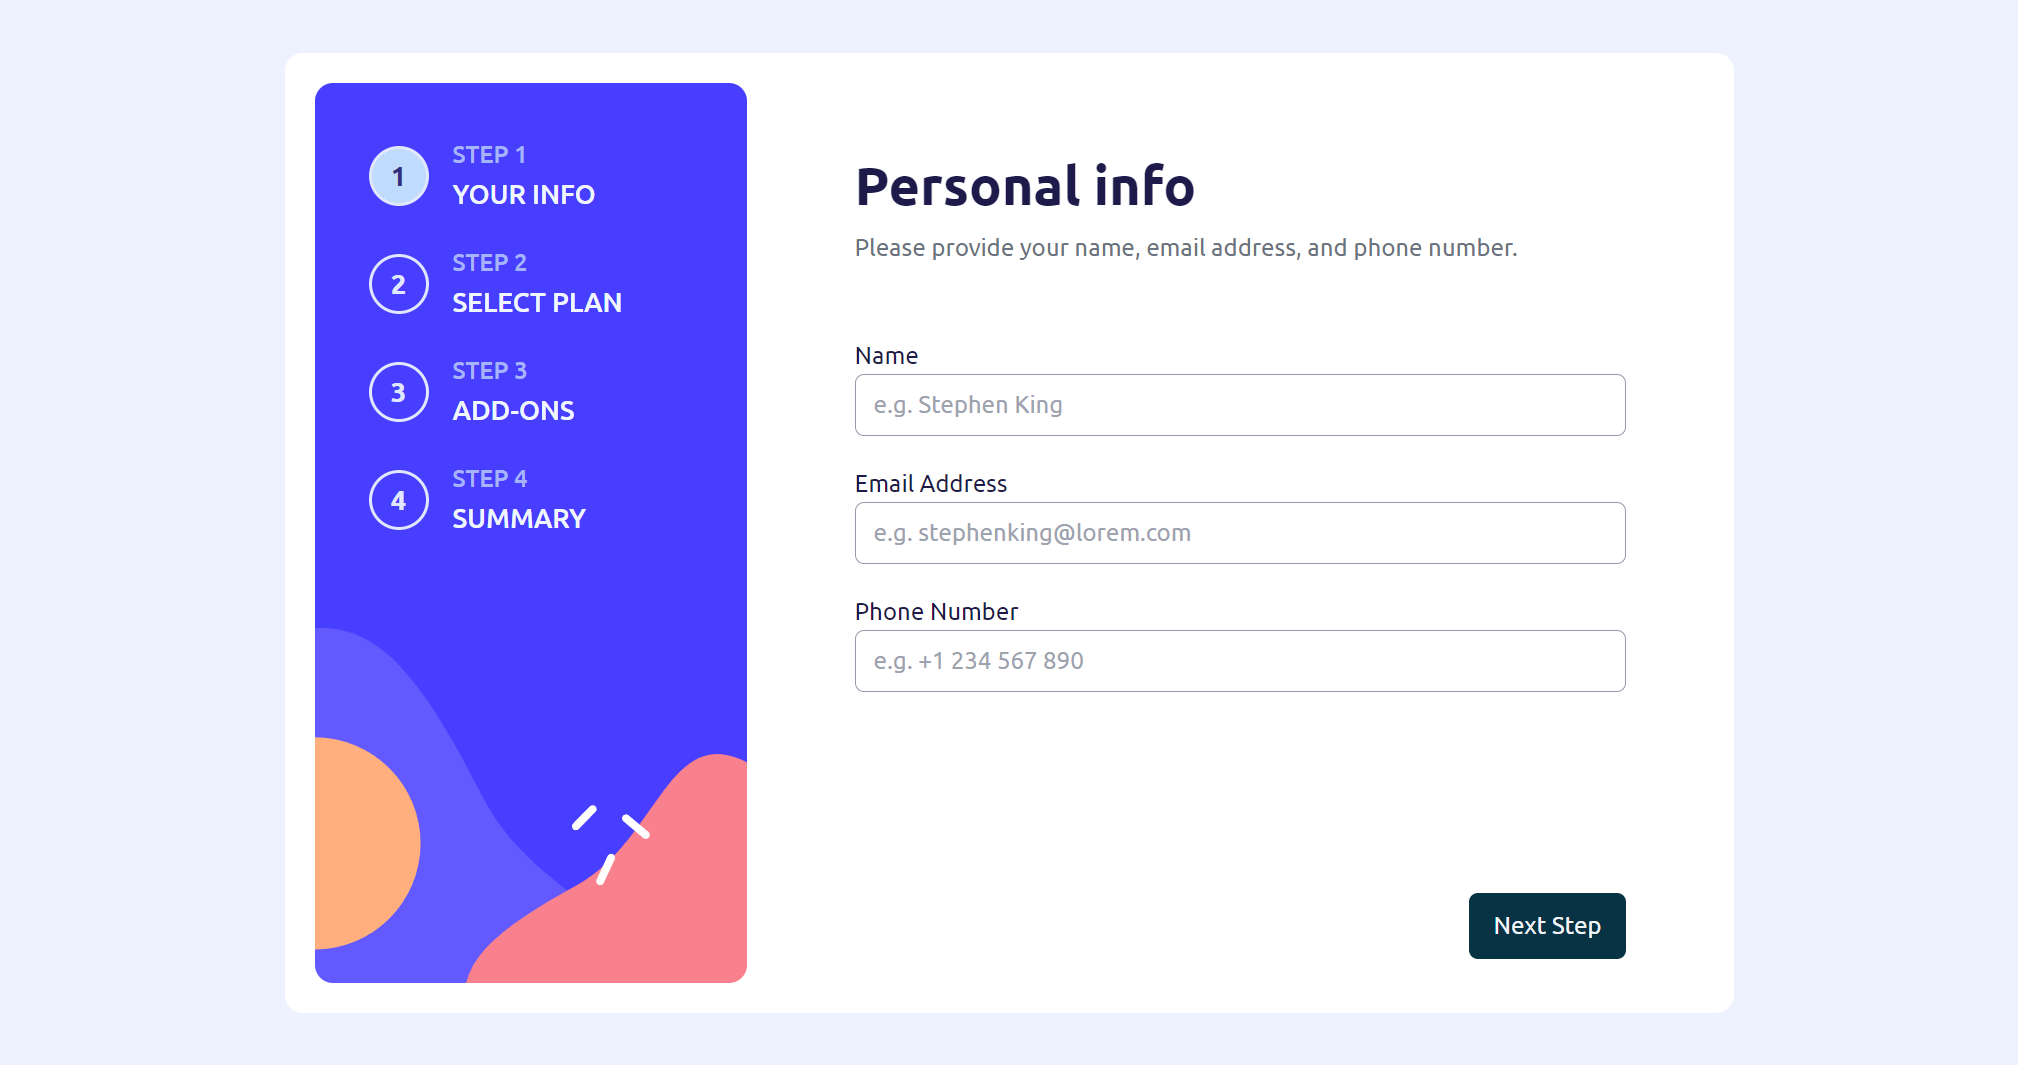 1
STEP 1
YOUR INFO
2
STEP 2
SELECT PLAN
3
STEP 3
ADD-ONS
4
STEP 4
SUMMARY
Personal info
Please provide your name, email address, and phone number.
Name
e.g. Stephen King
Email Address
e.g. stephenking@lorem.com
Phone Number
e.g. +1 234 567 890
Next Step